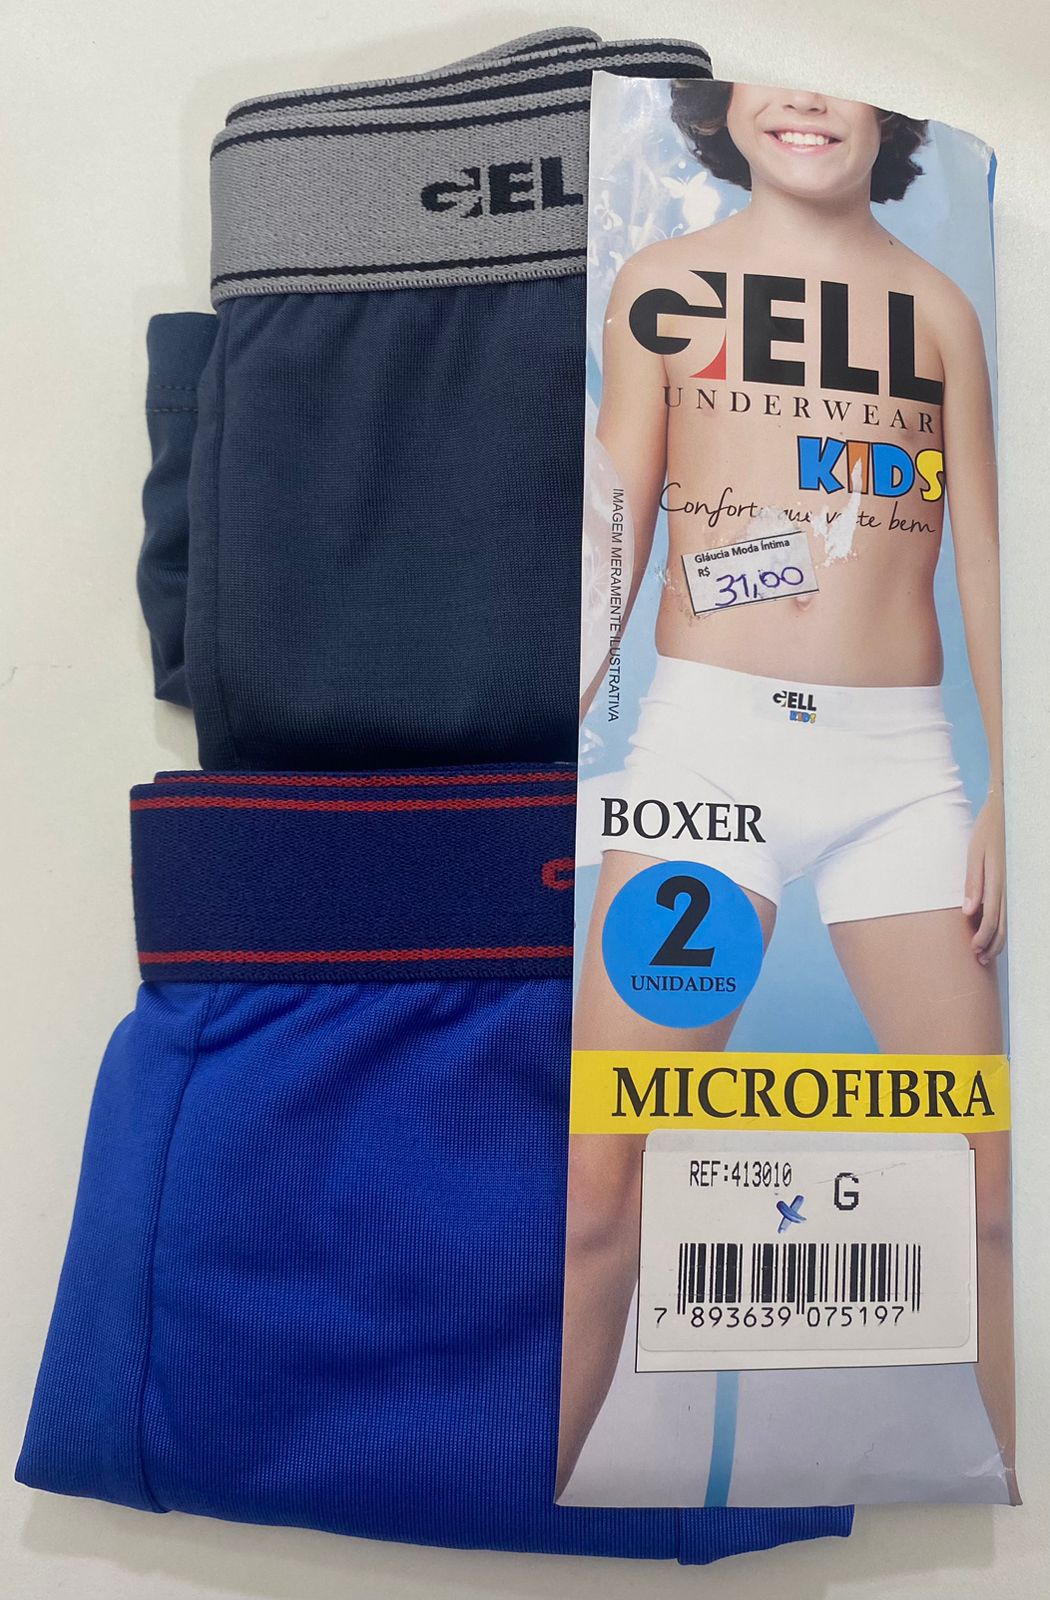 GELL
GELL
UNDERWEAR
KIDS
Conforto que veste bem
Gláucia Moda Íntima
R$ 31,00
IMAGEM MERAMENTE ILUSTRATIVA
GELL
KIDS
BOXER
2
UNIDADES
MICROFIBRA
REF:413010
G
7 893639 075197